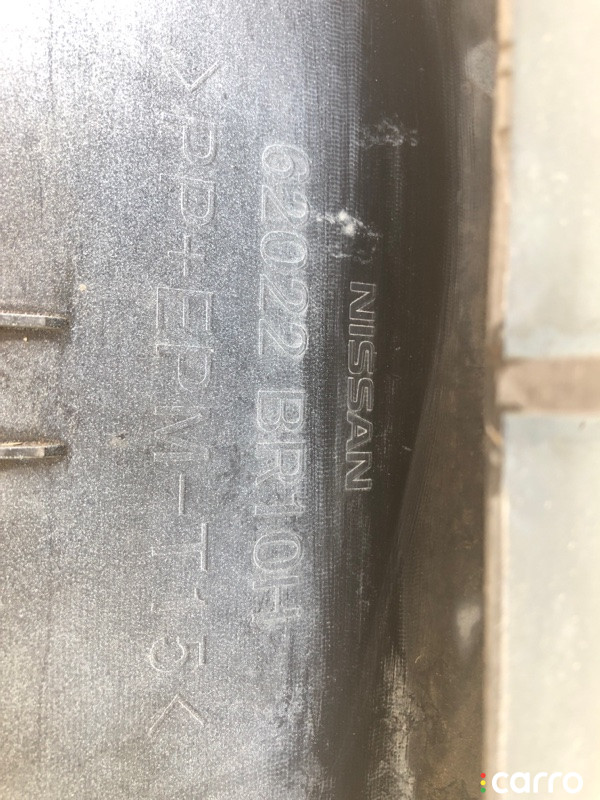 NISSAN
62022 BR10H
>PP+EPM-T15<
carro